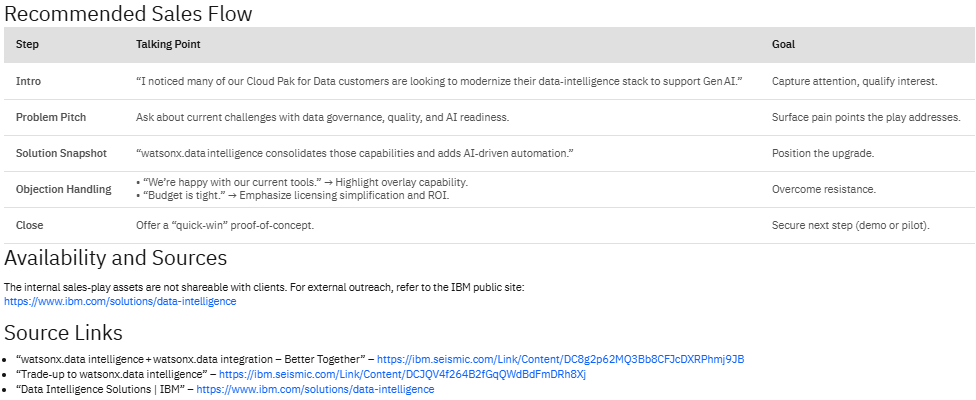 Recommended Sales Flow
Step Talking Point Goal
Intro “I noticed many of our Cloud Pak for Data customers are looking to modernize their data-intelligence stack to support Gen AI.” Capture attention, qualify interest.
Problem Pitch Ask about current challenges with data governance, quality, and AI readiness. Surface pain points the play addresses.
Solution Snapshot “watsonx.data intelligence consolidates those capabilities and adds AI-driven automation.” Position the upgrade.
Objection Handling • “We’re happy with our current tools.” → Highlight overlay capability. Overcome resistance.
• “Budget is tight.” → Emphasize licensing simplification and ROI.
Close Offer a “quick-win” proof-of-concept. Secure next step (demo or pilot).
Availability and Sources
The internal sales-play assets are not shareable with clients. For external outreach, refer to the IBM public site:
https://www.ibm.com/solutions/data-intelligence
Source Links
• “watsonx.data intelligence + watsonx.data integration – Better Together” – https://ibm.seismic.com/Link/Content/DC8g2p62MQ3Bb8CFJcDXRPhmj9JB
• “Trade-up to watsonx.data intelligence” – https://ibm.seismic.com/Link/Content/DCJQV4f264B2fGqQWdBdFmDRh8Xj
• “Data Intelligence Solutions | IBM” – https://www.ibm.com/solutions/data-intelligence